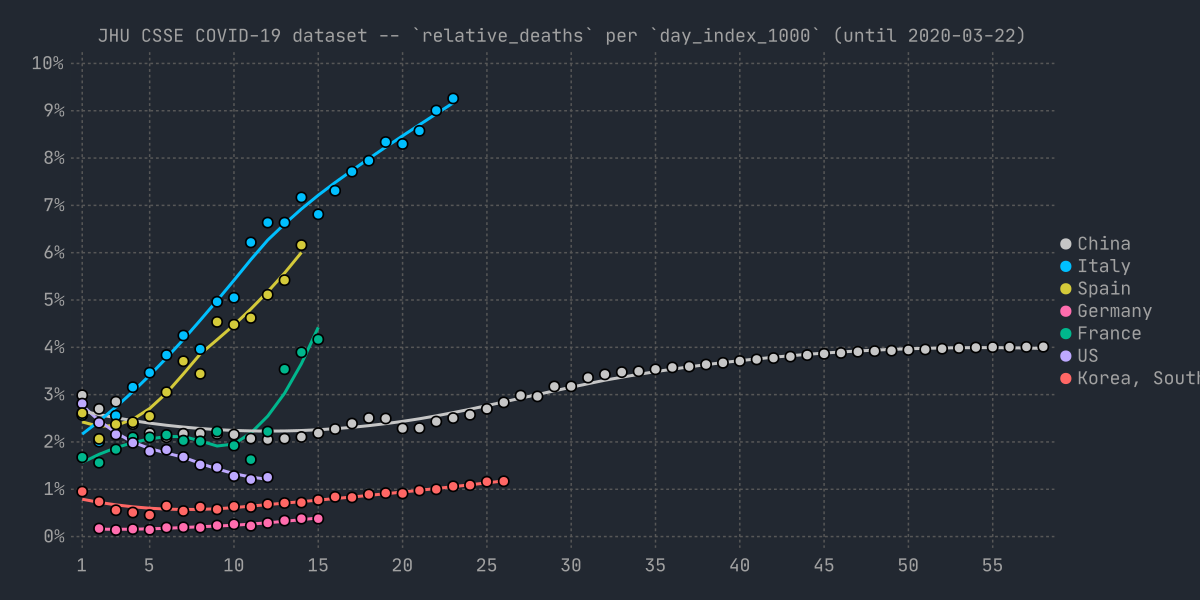 JHU CSSE COVID-19 dataset -- `relative_deaths` per `day_index_1000` (until 2020-03-22)
10%
9%
8%
7%
6%
5%
4%
3%
2%
1%
0%
1 5 10 15 20 25 30 35 40 45 50 55
China
Italy
Spain
Germany
France
US
Korea, South